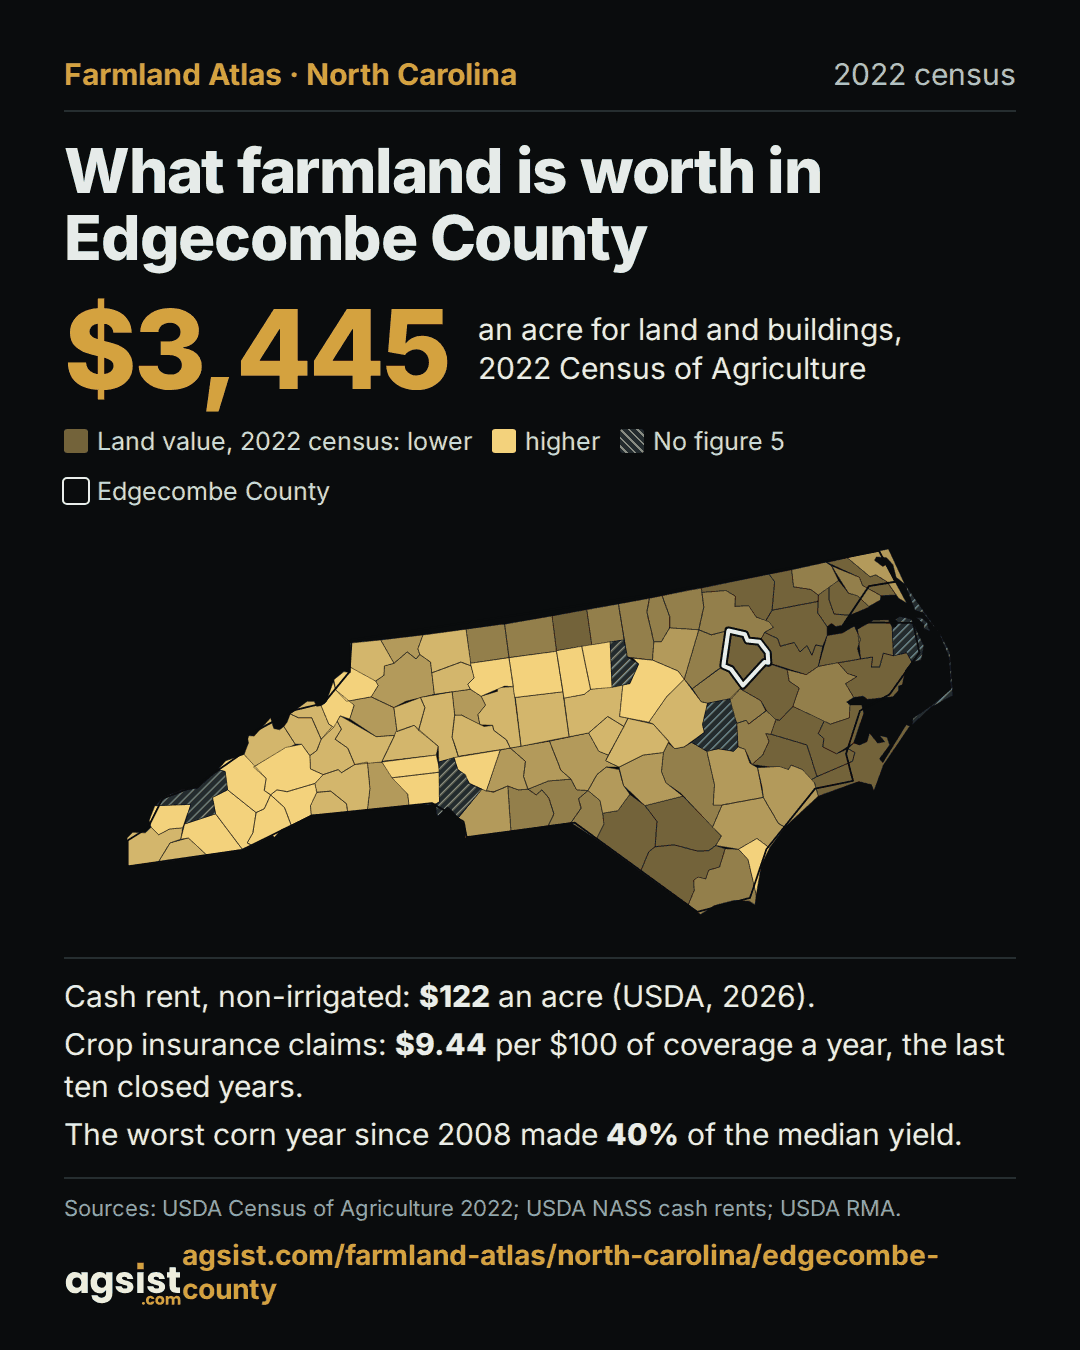 Farmland Atlas · North Carolina
2022 census
What farmland is worth in
Edgecombe County
$3,445
an acre for land and buildings,
2022 Census of Agriculture
Land value, 2022 census: lower
higher
No figure 5
Edgecombe County
Cash rent, non-irrigated: $122 an acre (USDA, 2026).
Crop insurance claims: $9.44 per $100 of coverage a year, the last
ten closed years.
The worst corn year since 2008 made 40% of the median yield.
Sources: USDA Census of Agriculture 2022; USDA NASS cash rents; USDA RMA.
agsist.com
agsist.com/farmland-atlas/north-carolina/edgecombe-
county